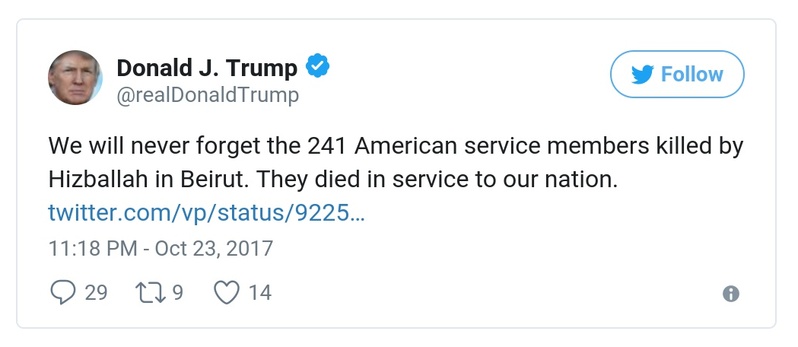 Donald J. Trump
@realDonaldTrump
Follow
We will never forget the 241 American service members killed by
Hizballah in Beirut. They died in service to our nation.
twitter.com/vp/status/9225…
11:18 PM - Oct 23, 2017
29 9 14